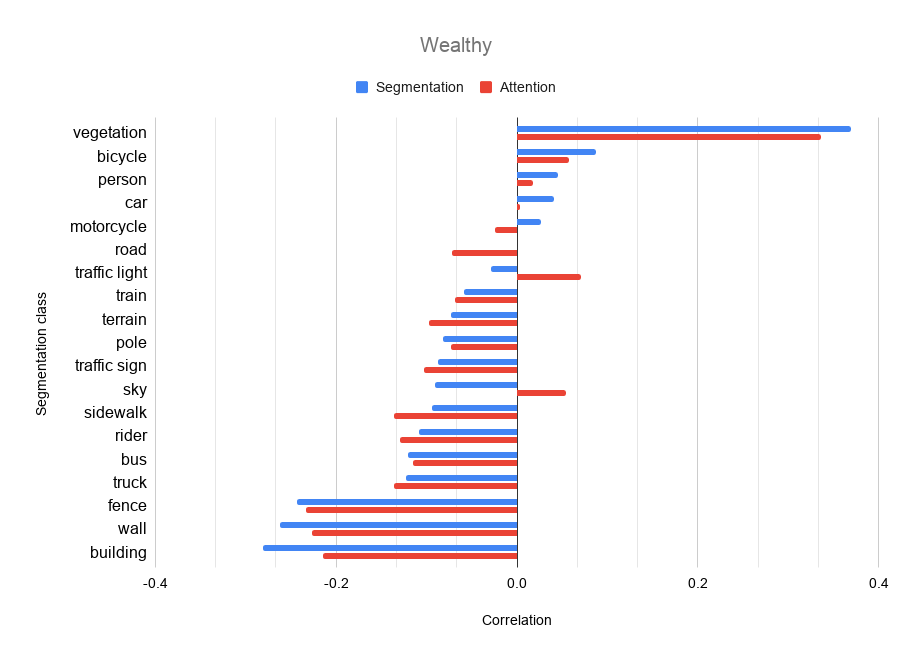 Wealthy
Segmentation Attention
vegetation
bicycle
person
car
motorcycle
road
traffic light
train
terrain
pole
traffic sign
sky
sidewalk
rider
bus
truck
fence
wall
building
Segmentation class
-0.4 -0.2 0.0 0.2 0.4
Correlation